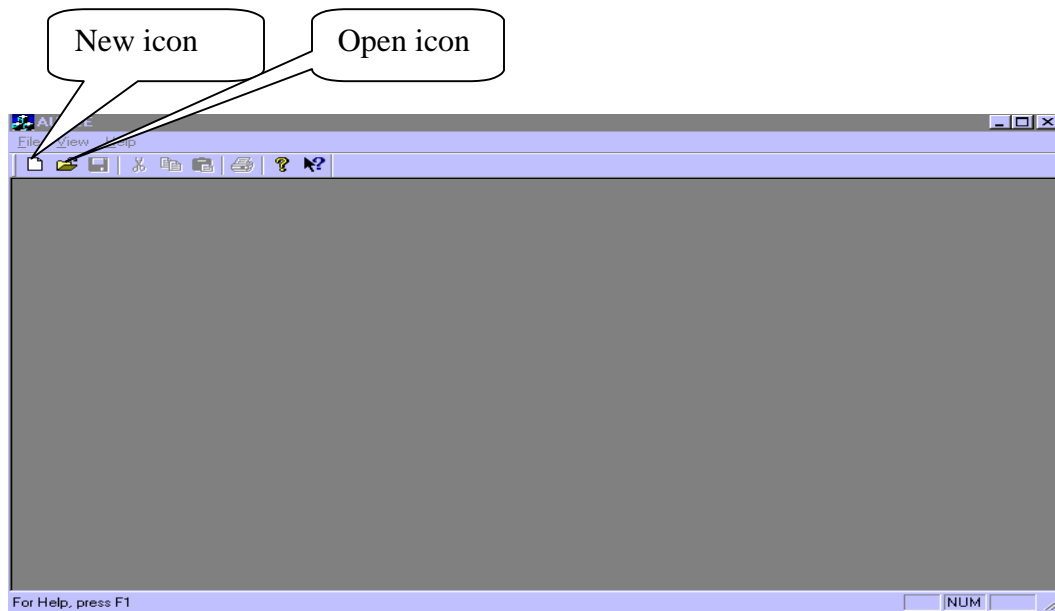 New icon
Open icon
File View Help
For Help, press F1
NUM